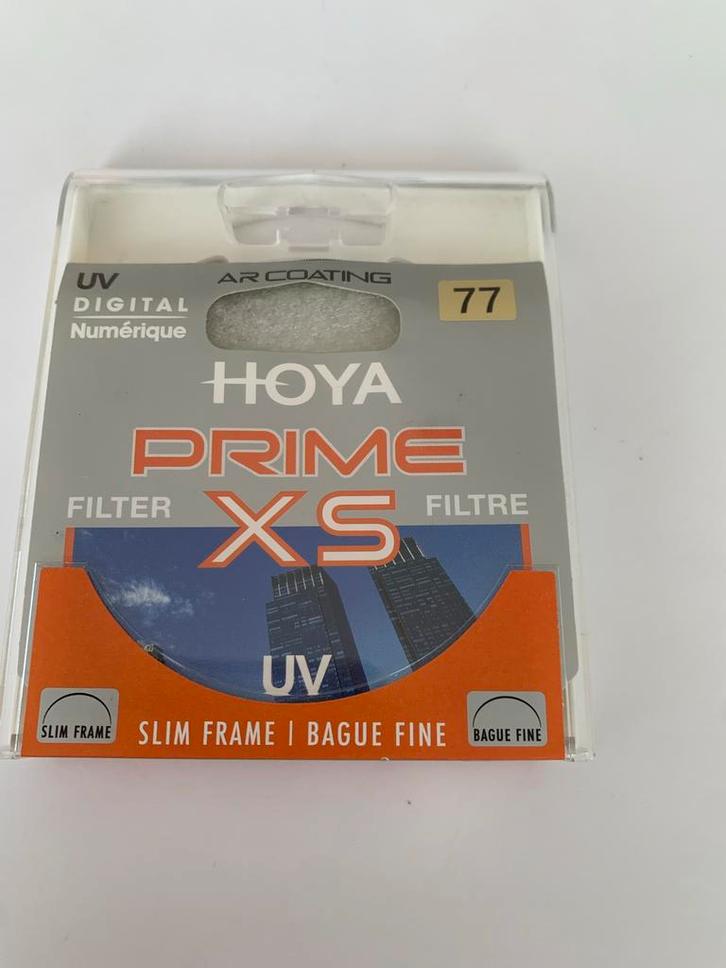 UV
AR COATING
77
DIGITAL
Numérique
HOYA
PRIME
FILTER XS FILTRE
UV
SLIM FRAME
SLIM FRAME | BAGUE FINE
BAGUE FINE